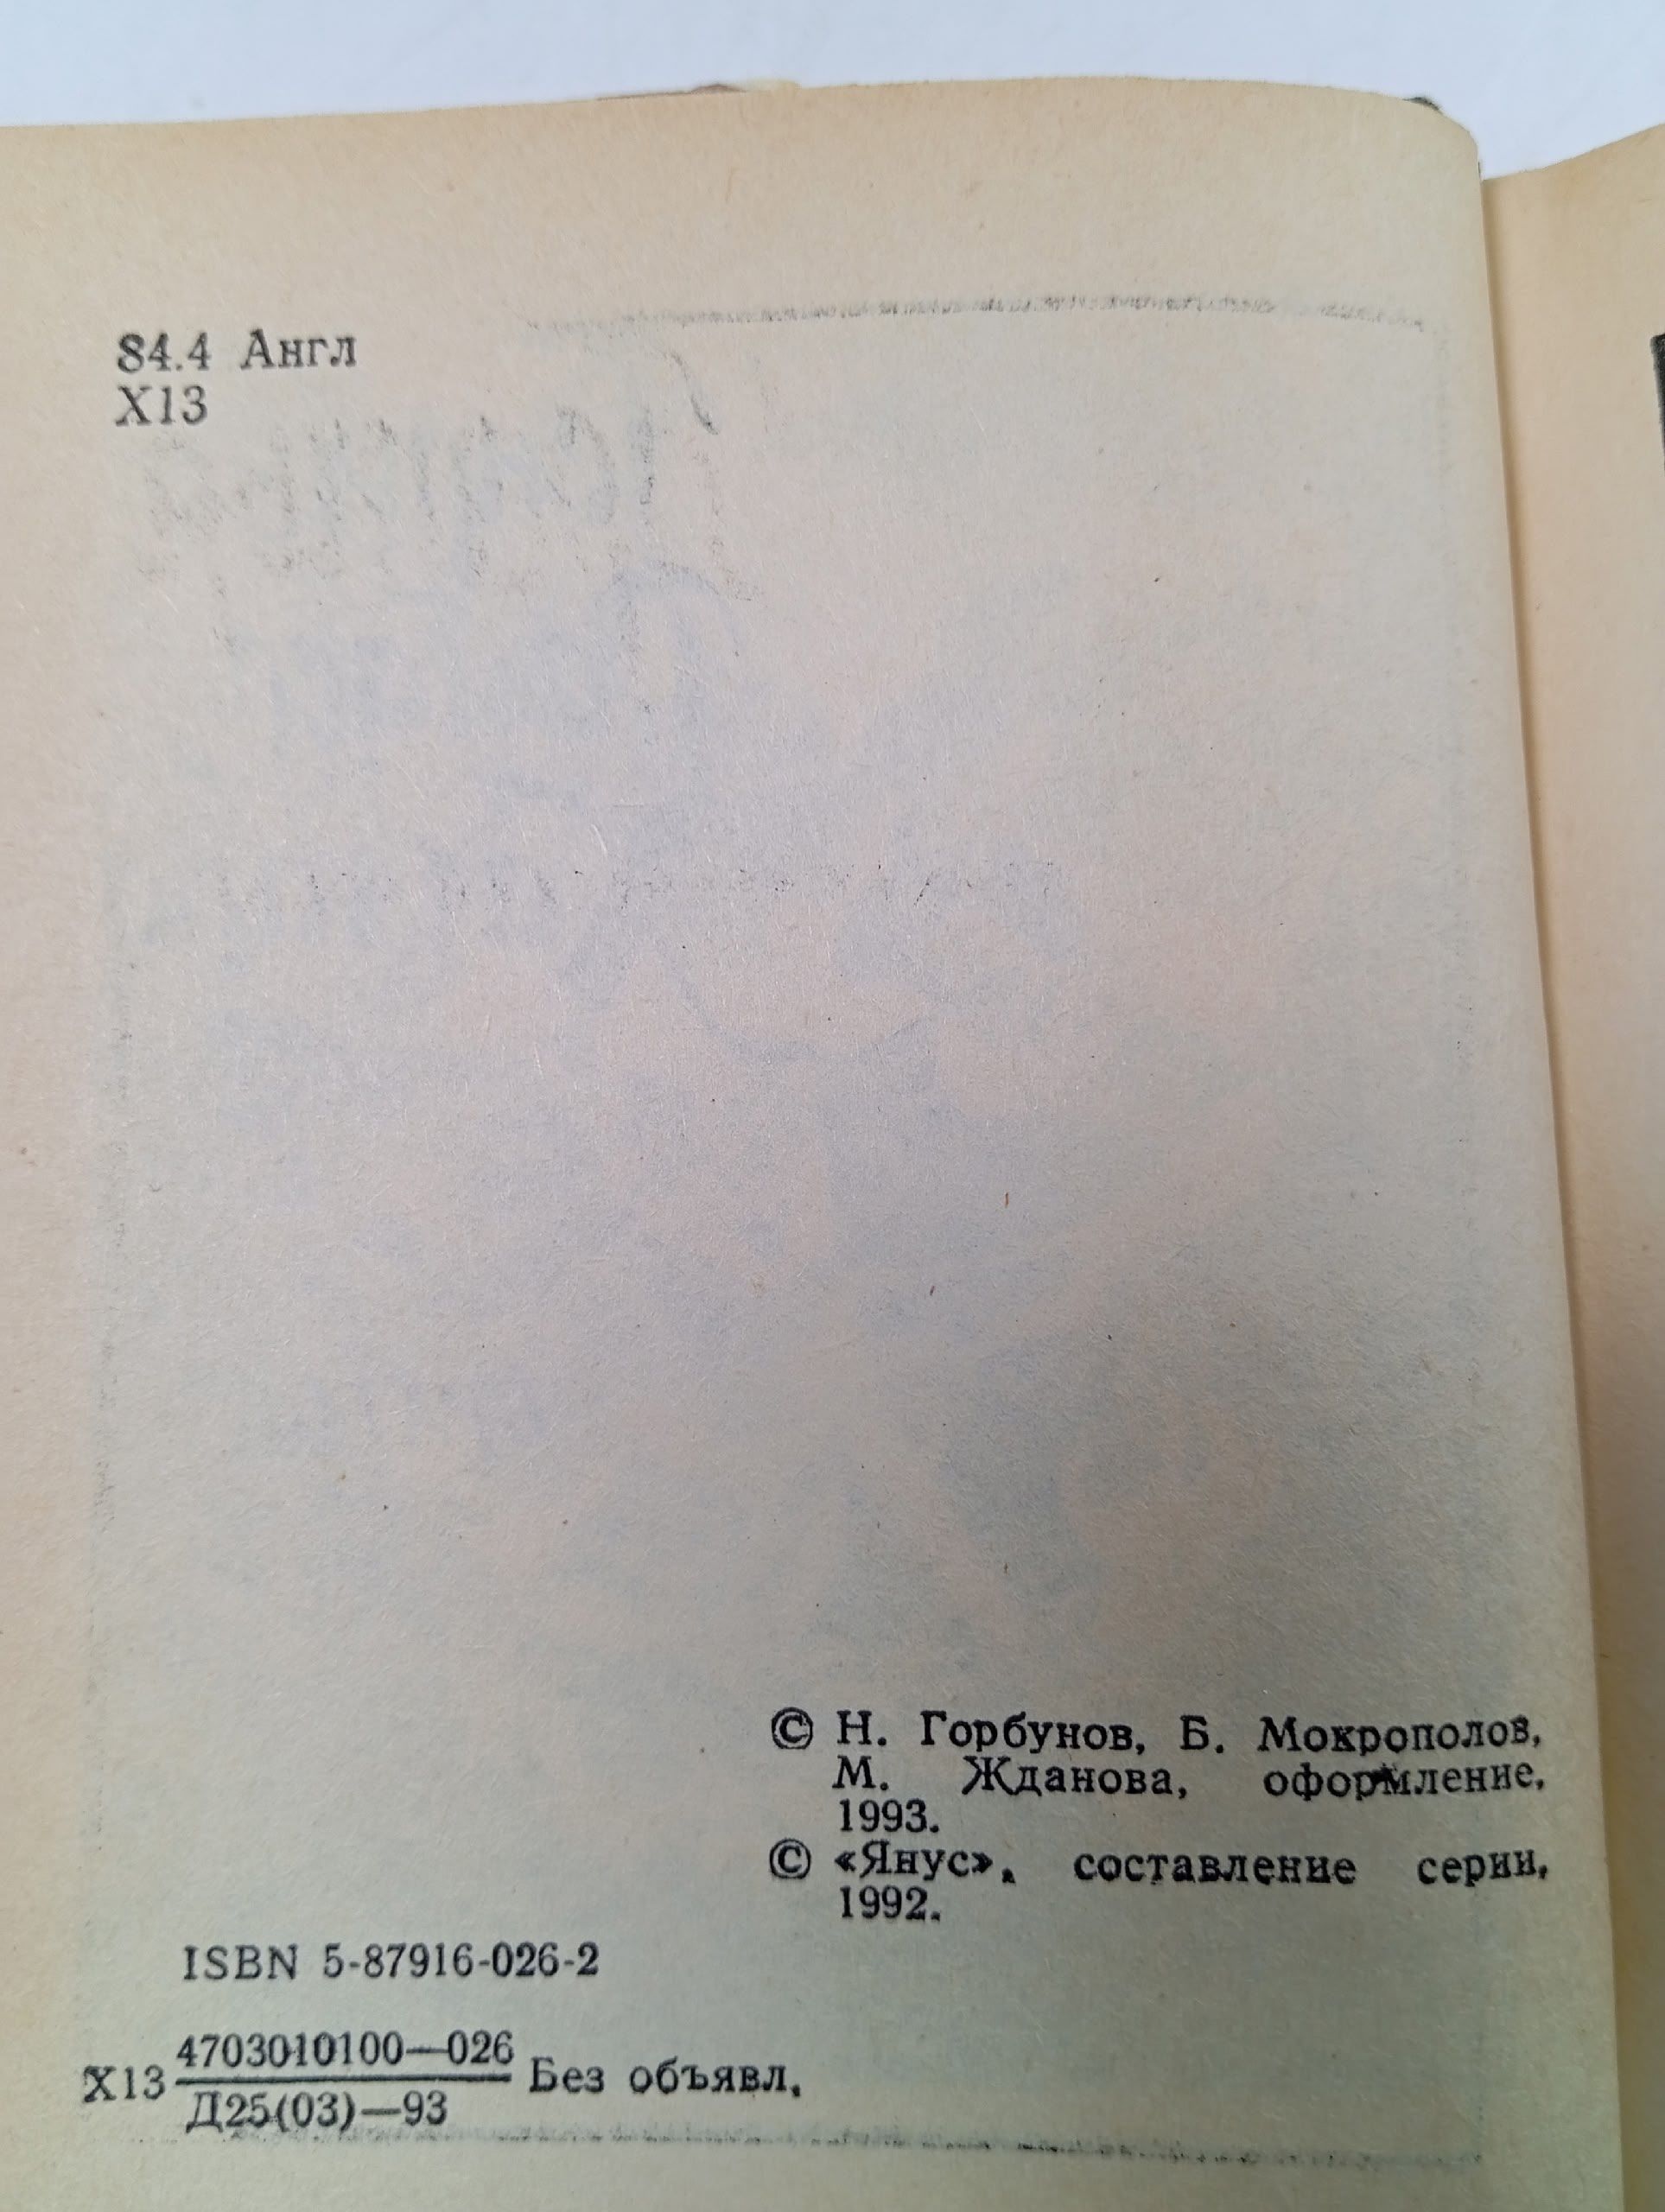 84.4 Англ
Х13
© Н. Горбунов, Б. Мокрополов,
М. Жданова, оформление,
1993.
© «Янус», составление серии,
1992.
ISBN 5-87916-026-2
4703010100—026
Х13 Без объявл.
Д25(03)—93